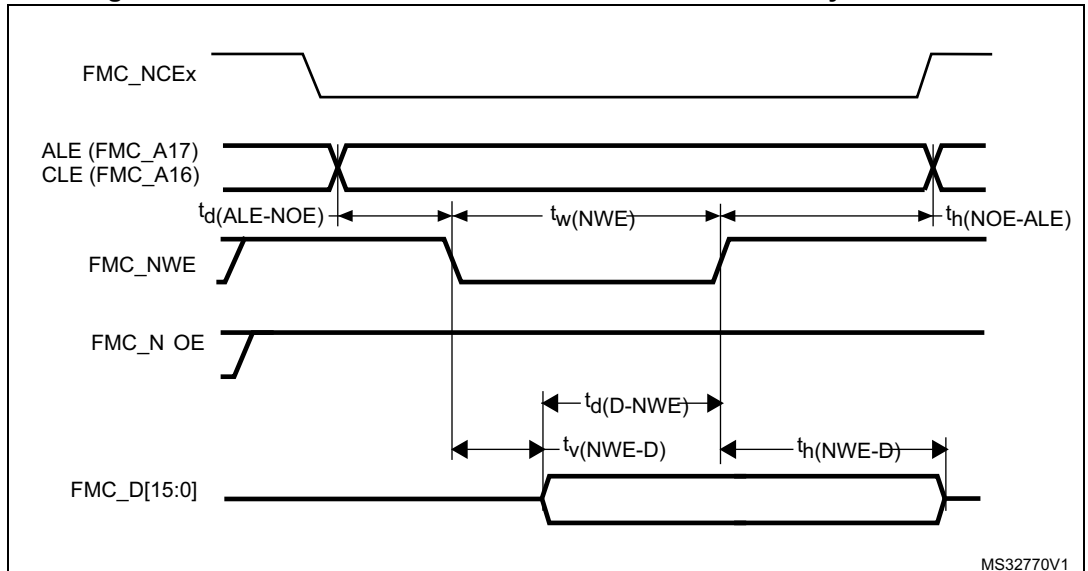 FMC_NCEx
ALE (FMC_A17)
CLE (FMC_A16)
td(ALE-NOE)
tw(NWE)
th(NOE-ALE)
FMC_NWE
FMC_N OE
td(D-NWE)
tv(NWE-D)
th(NWE-D)
FMC_D[15:0]
MS32770V1